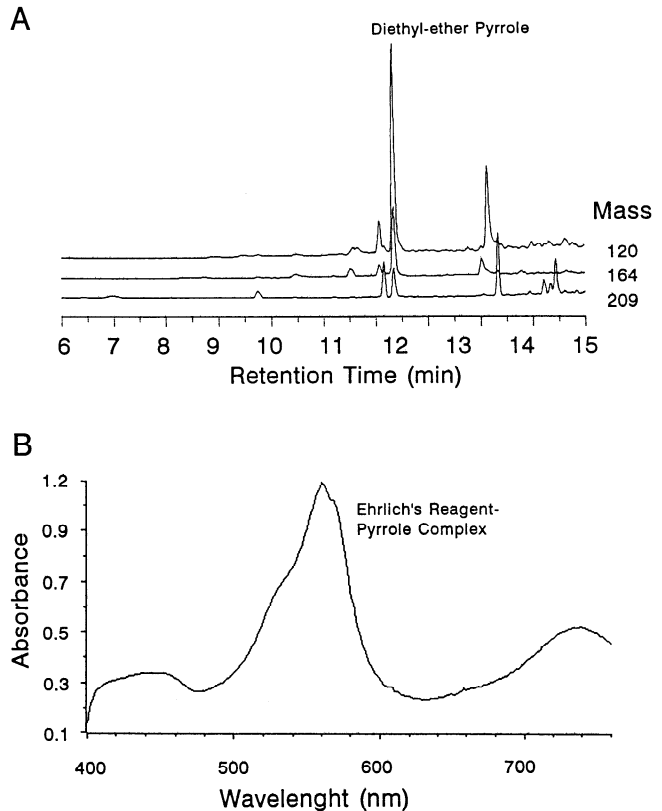 A
Diethyl-ether Pyrrole
Mass
120
164
209
6 7 8 9 10 11 12 12 13 14 15
Retention Time (min)
B
1.2
0.9
0.7
0.5
0.3
0.1
Absorbance
Ehrlich's Reagent-
Pyrrole Complex
400 500 600 700
Wavelenght (nm)